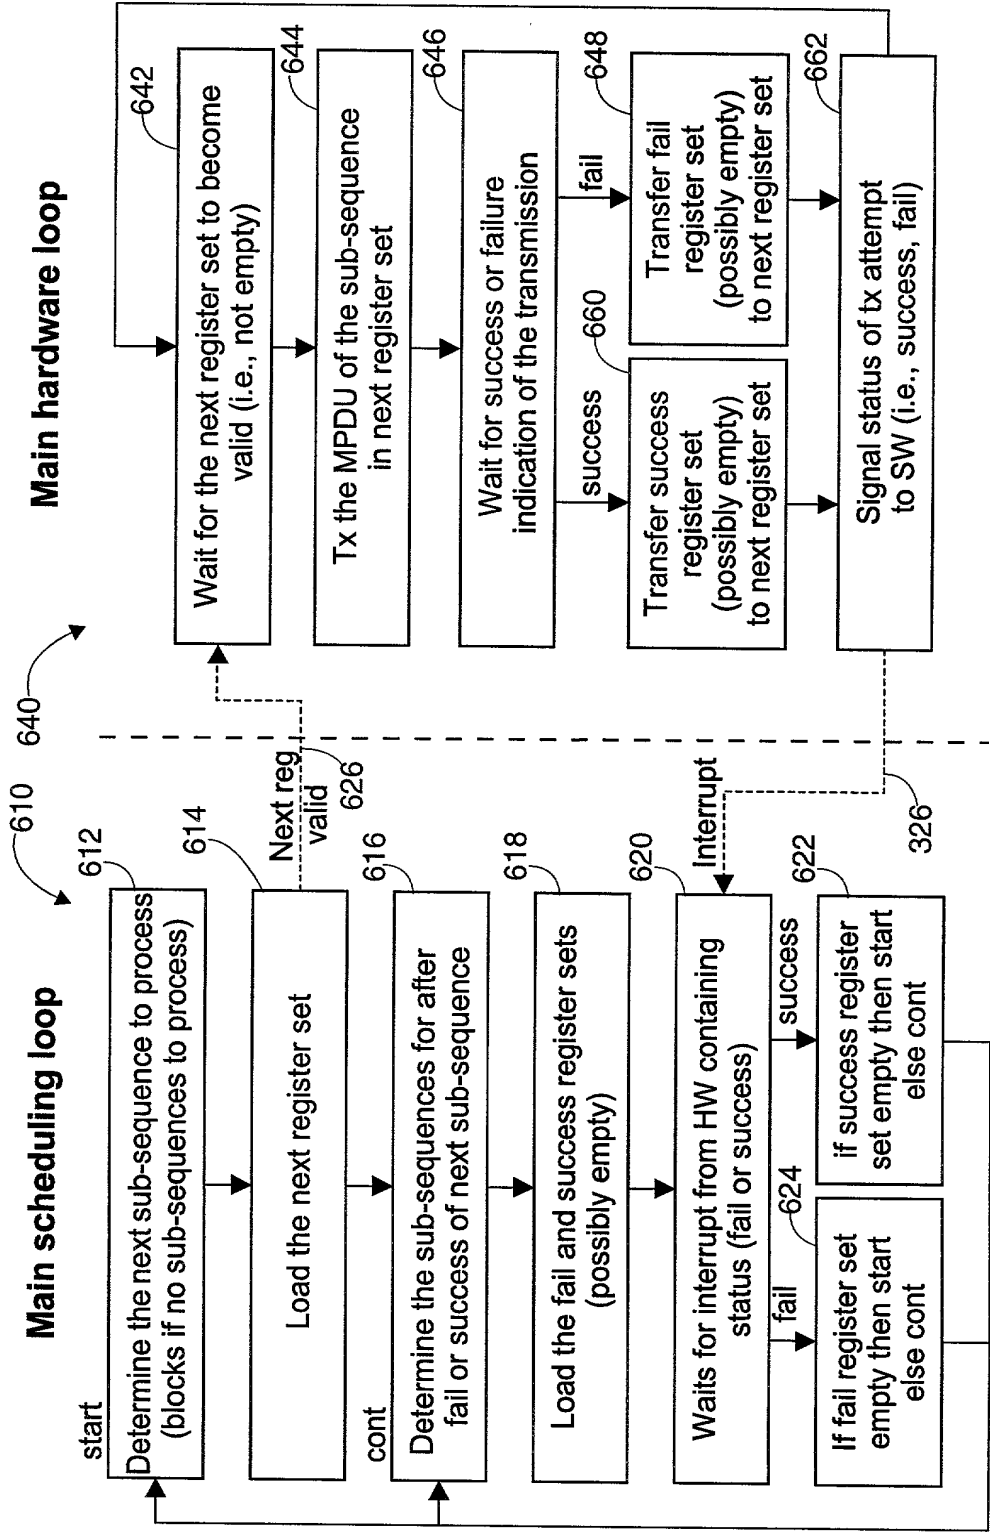 Main scheduling loop
610
start
612
Determine the next sub-sequence to process
(blocks if no sub-sequences to process)
614
Load the next register set
Next reg
valid
626
cont
616
Determine the sub-sequences for after
fail or success of next sub-sequence
618
Load the fail and success register sets
(possibly empty)
620
Waits for interrupt from HW containing
status (fail or success)
Interrupt
326
fail
624
If fail register set
empty then start
else cont
success
622
if success register
set empty then start
else cont
Main hardware loop
640
642
Wait for the next register set to become
valid (i.e., not empty)
644
Tx the MPDU of the sub-sequence
in next register set
646
Wait for success or failure
indication of the transmission
success
660
Transfer success
register set
(possibly empty)
to next register set
fail
648
Transfer fail
register set
(possibly empty)
to next register set
662
Signal status of tx attempt
to SW (i.e., success, fail)